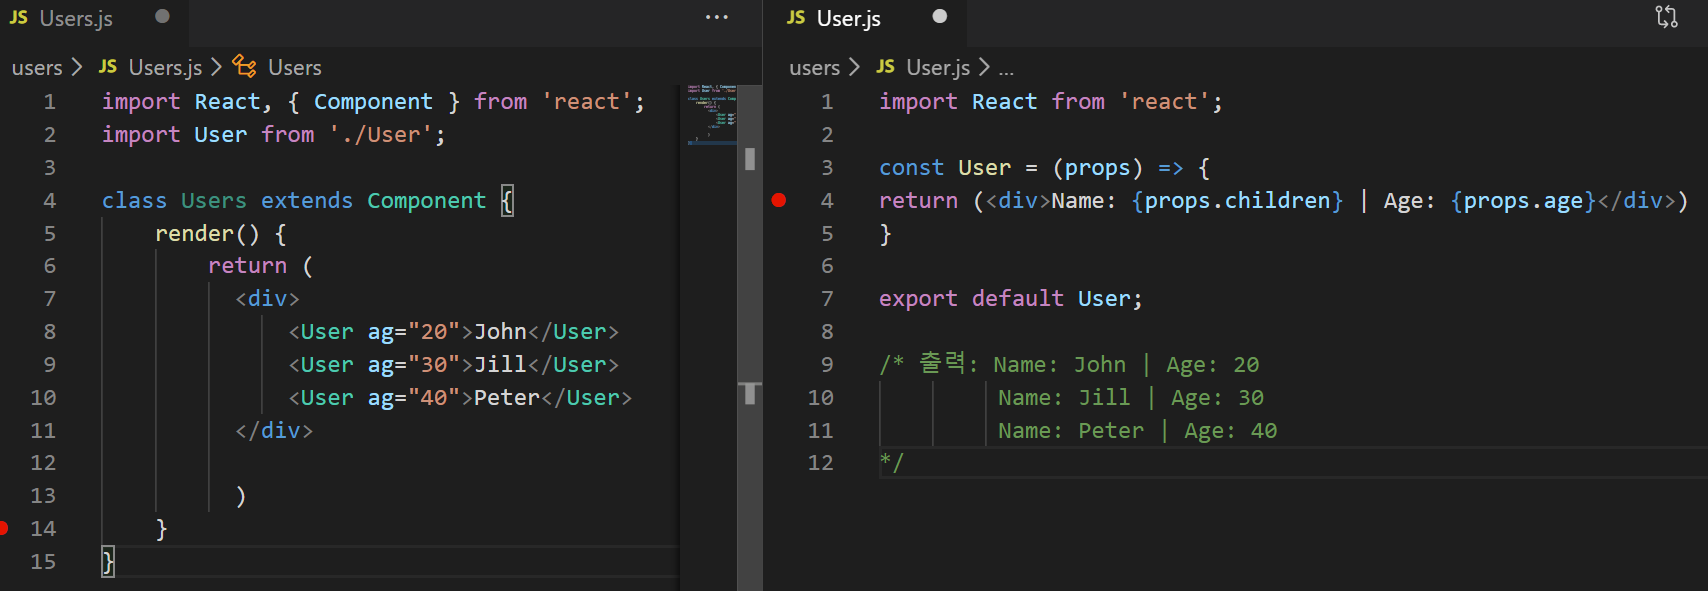 JS Users.js ● ···
users > JS Users.js > Users
1 import React, { Component } from 'react';
2 import User from './User';
3
4 class Users extends Component {
5     render() {
6         return (
7           <div>
8               <User ag="20">John</User>
9               <User ag="30">Jill</User>
10               <User ag="40">Peter</User>
11           </div>
12
13           )
14     }
15 }
JS User.js ●
users > JS User.js > ...
1 import React from 'react';
2
3 const User = (props) => {
4 return (<div>Name: {props.children} | Age: {props.age}</div>)
5 }
6
7 export default User;
8
9 /* 출력: Name: John | Age: 20
10          Name: Jill | Age: 30
11          Name: Peter | Age: 40
12 */